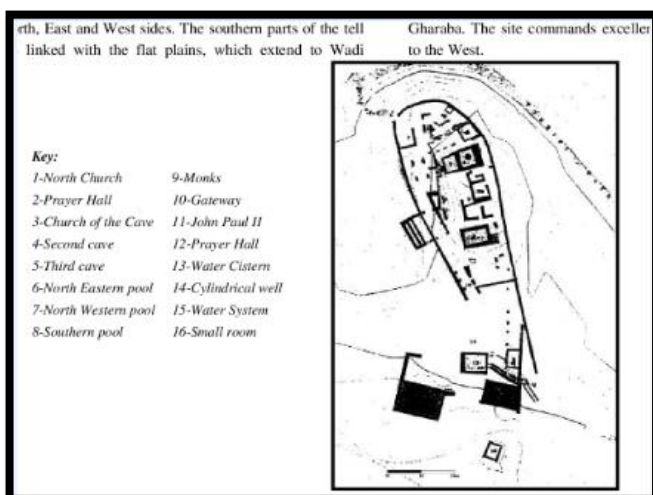 rth, East and West sides. The southern parts of the tell
linked with the flat plains, which extend to Wadi
Gharaba. The site commands
to the West.
Key:
1-North Church
2-Prayer Hall
3-Church of the Cave
4-Second cave
5-Third cave
6-North Eastern pool
7-North Western pool
8-Southern pool
9-Monks
10-Gateway
11-John Paul II
12-Prayer Hall
13-Water Cistern
14-Cylindrical well
15-Water System
16-Small room